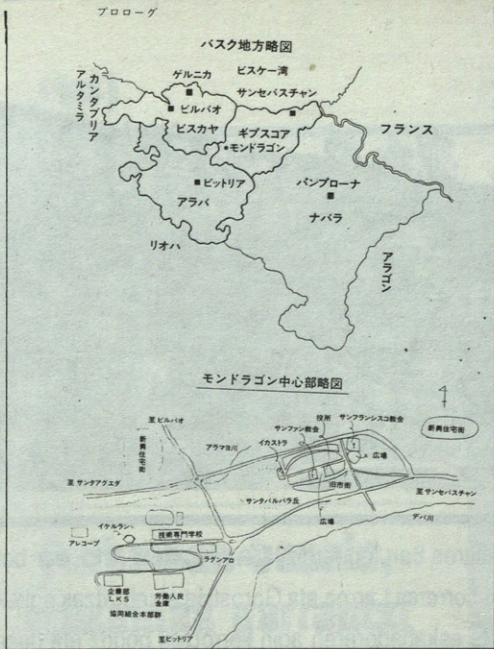 プロローグ
バスク地方略図
ビスケー湾
ゲルニカ
サンセバスチャン
カンタブリア
アルタミラ
ビルバオ
フランス
ビスカヤ
ギプスコア
モンドラゴン
ビットリア
パンプローナ
アラバ
ナバラ
リオハ
アラゴン
モンドラゴン中心部略図
至ビルバオ
役所
サンフランシスコ教会
サンファン教会
新興住宅街
新興住宅街
アラマヨ川
イカストラ
広場
至サンタアグエダ
旧市街
至サンセバスチャン
サンタバルバラ丘
広場
デバ川
イケルラン
技術専門学校
アレコープ
ラグンアロ
企業部
LKS
労働人民
金庫
協同組合本部群
至ビットリア